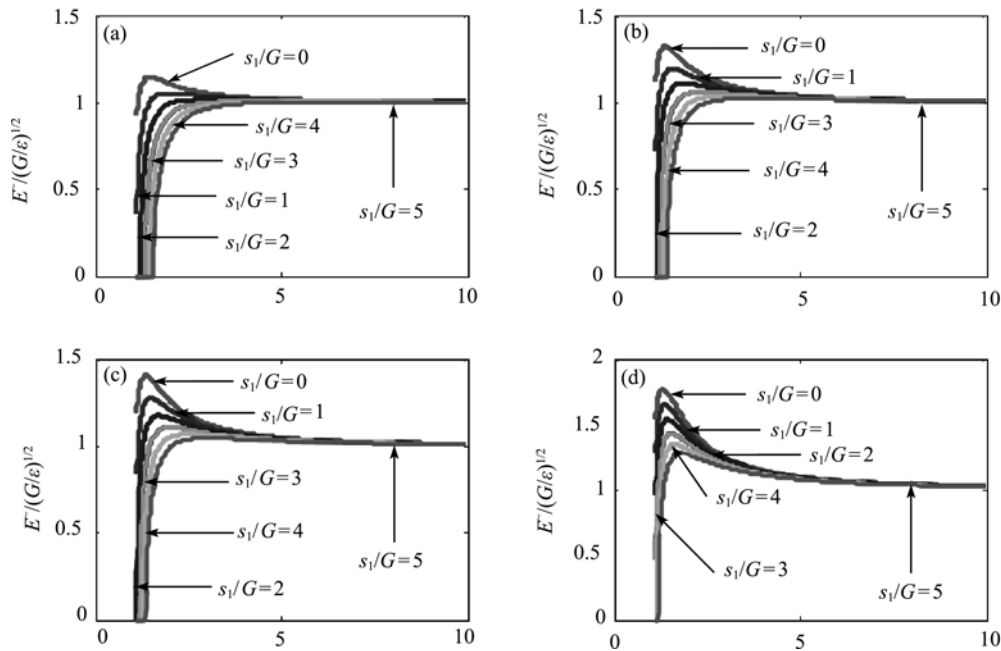 (a)
1.5
1
0.5
0
0 5 10
E~/(G/ε)^{1/2}
s₁/G=0
s₁/G=4
s₁/G=3
s₁/G=1
s₁/G=2
s₁/G=5
(b)
1.5
1
0.5
0
0 5 10
E~/(G/ε)^{1/2}
s₁/G=0
s₁/G=1
s₁/G=3
s₁/G=4
s₁/G=5
s₁/G=2
(c)
1.5
1
0.5
0
0 5 10
E~/(G/ε)^{1/2}
s₁/G=0
s₁/G=1
s₁/G=3
s₁/G=4
s₁/G=5
s₁/G=2
(d)
2
1.5
1
0.5
0
0 5 10
E~/(G/ε)^{1/2}
s₁/G=0
s₁/G=1
s₁/G=2
s₁/G=4
s₁/G=3
s₁/G=5